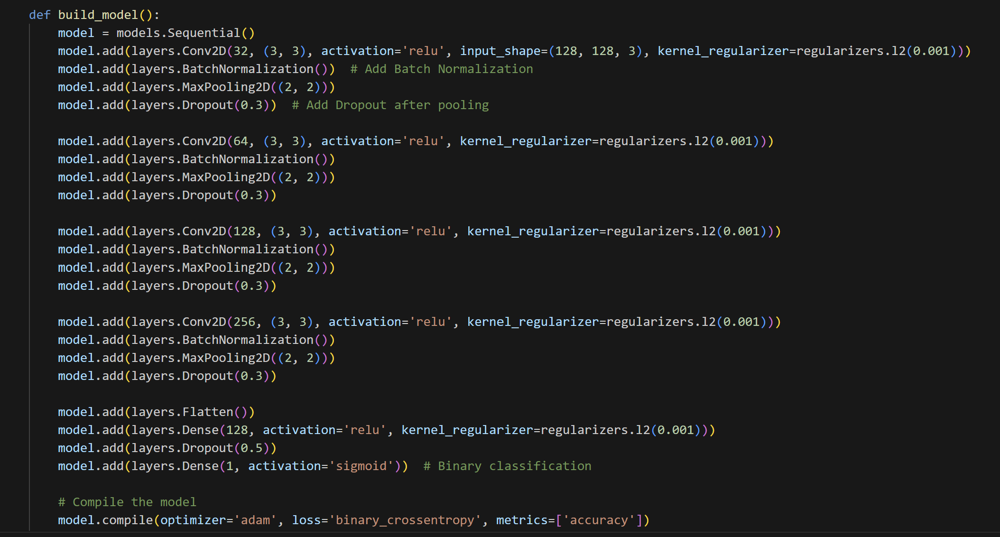 def build_model():
    model = models.Sequential()
    model.add(layers.Conv2D(32, (3, 3), activation='relu', input_shape=(128, 128, 3), kernel_regularizer=regularizers.l2(0.001)))
    model.add(layers.BatchNormalization())  # Add Batch Normalization
    model.add(layers.MaxPooling2D((2, 2)))
    model.add(layers.Dropout(0.3))  # Add Dropout after pooling

    model.add(layers.Conv2D(64, (3, 3), activation='relu', kernel_regularizer=regularizers.l2(0.001)))
    model.add(layers.BatchNormalization())
    model.add(layers.MaxPooling2D((2, 2)))
    model.add(layers.Dropout(0.3))

    model.add(layers.Conv2D(128, (3, 3), activation='relu', kernel_regularizer=regularizers.l2(0.001)))
    model.add(layers.BatchNormalization())
    model.add(layers.MaxPooling2D((2, 2)))
    model.add(layers.Dropout(0.3))

    model.add(layers.Conv2D(256, (3, 3), activation='relu', kernel_regularizer=regularizers.l2(0.001)))
    model.add(layers.BatchNormalization())
    model.add(layers.MaxPooling2D((2, 2)))
    model.add(layers.Dropout(0.3))

    model.add(layers.Flatten())
    model.add(layers.Dense(128, activation='relu', kernel_regularizer=regularizers.l2(0.001)))
    model.add(layers.Dropout(0.5))
    model.add(layers.Dense(1, activation='sigmoid'))  # Binary classification

    # Compile the model
    model.compile(optimizer='adam', loss='binary_crossentropy', metrics=['accuracy'])